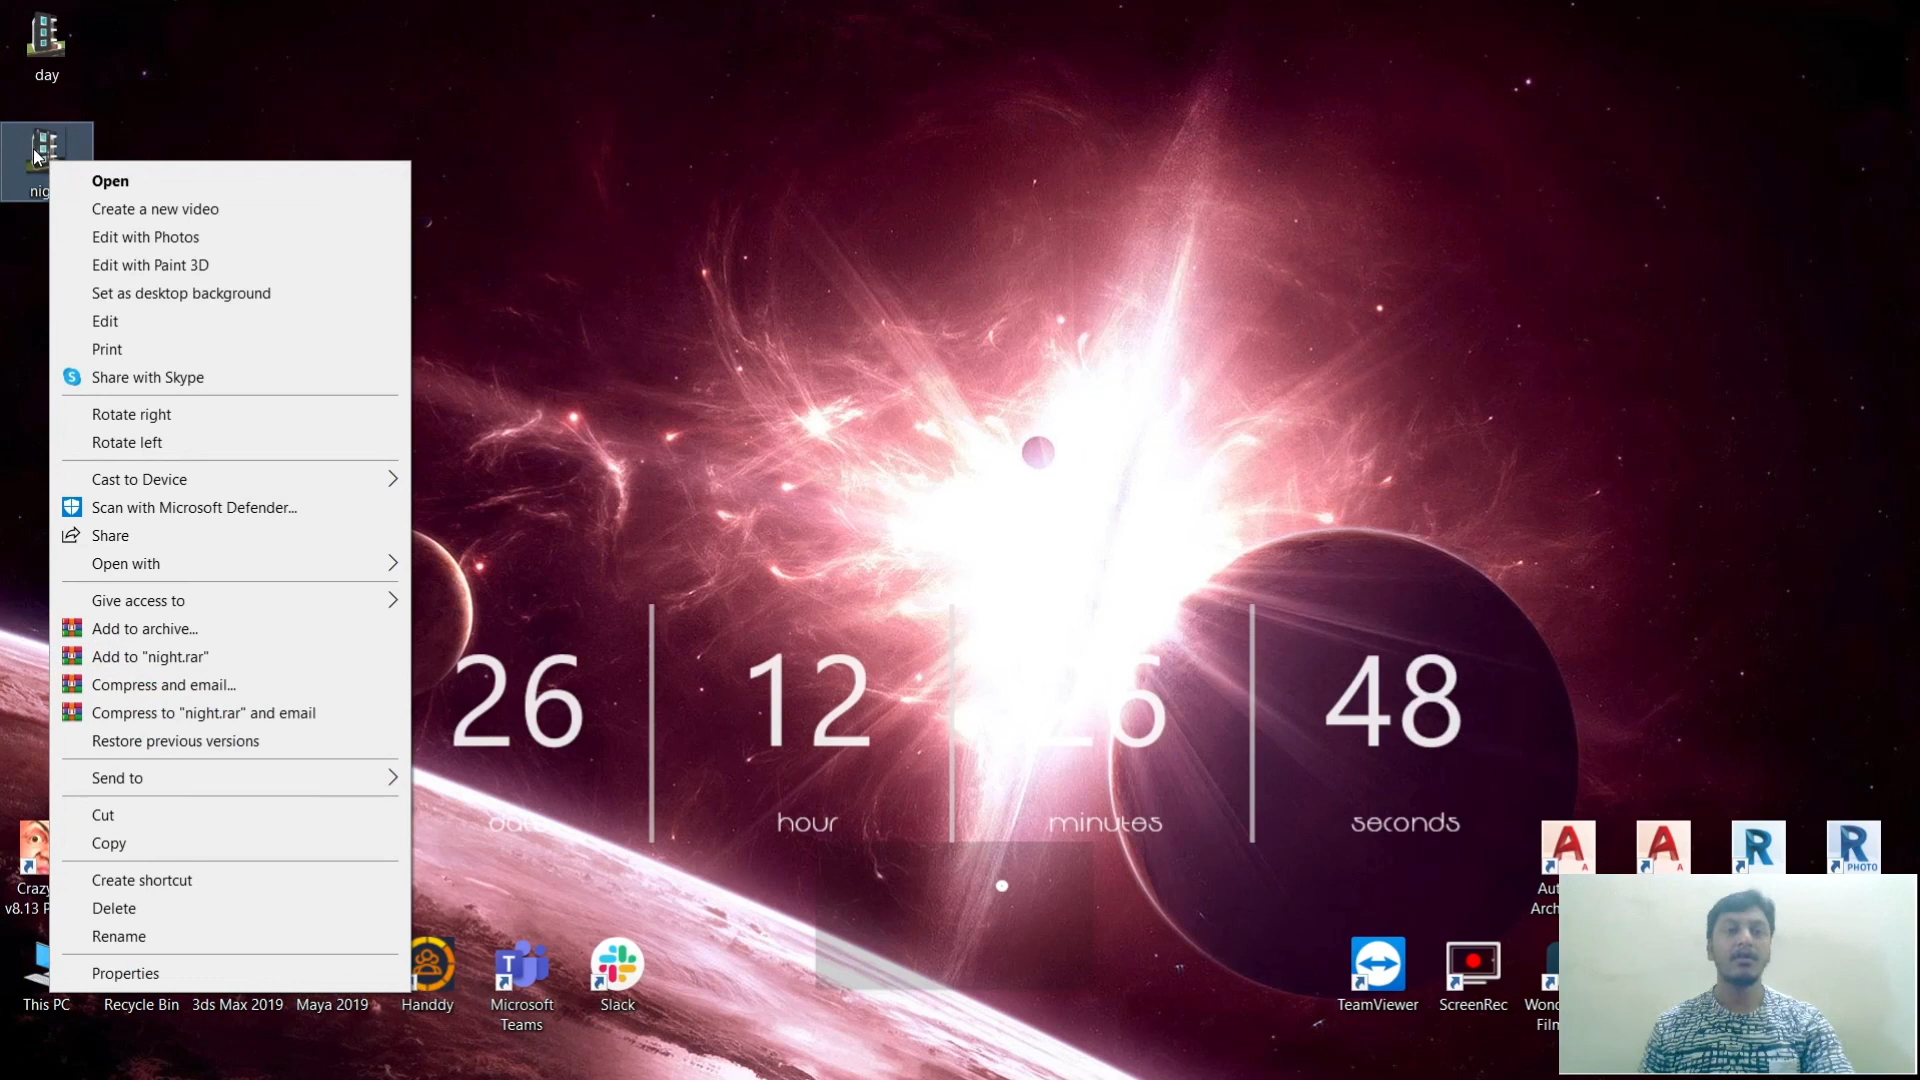 day
nig
Open
Create a new video
Edit with Photos
Edit with Paint 3D
Set as desktop background
Edit
Print
S
Share with Skype
Rotate right
Rotate left
Cast to Device
Scan with Microsoft Defender...
Share
Open with
Give access to
Add to archive...
Add to "night.rar"
Compress and email...
Compress to "night.rar" and email
Restore previous versions
Send to
Cut
Copy
Create shortcut
Delete
Rename
Properties
26
12
26
48
date
hour
minutes
seconds
Crazy
v8.13 P
A
A
A
A
R
R
PHOTO
Aut
Arch
T
This PC
Recycle Bin
3ds Max 2019
Maya 2019
Handdy
Microsoft
Teams
Slack
TeamViewer
ScreenRec
Wond
Film